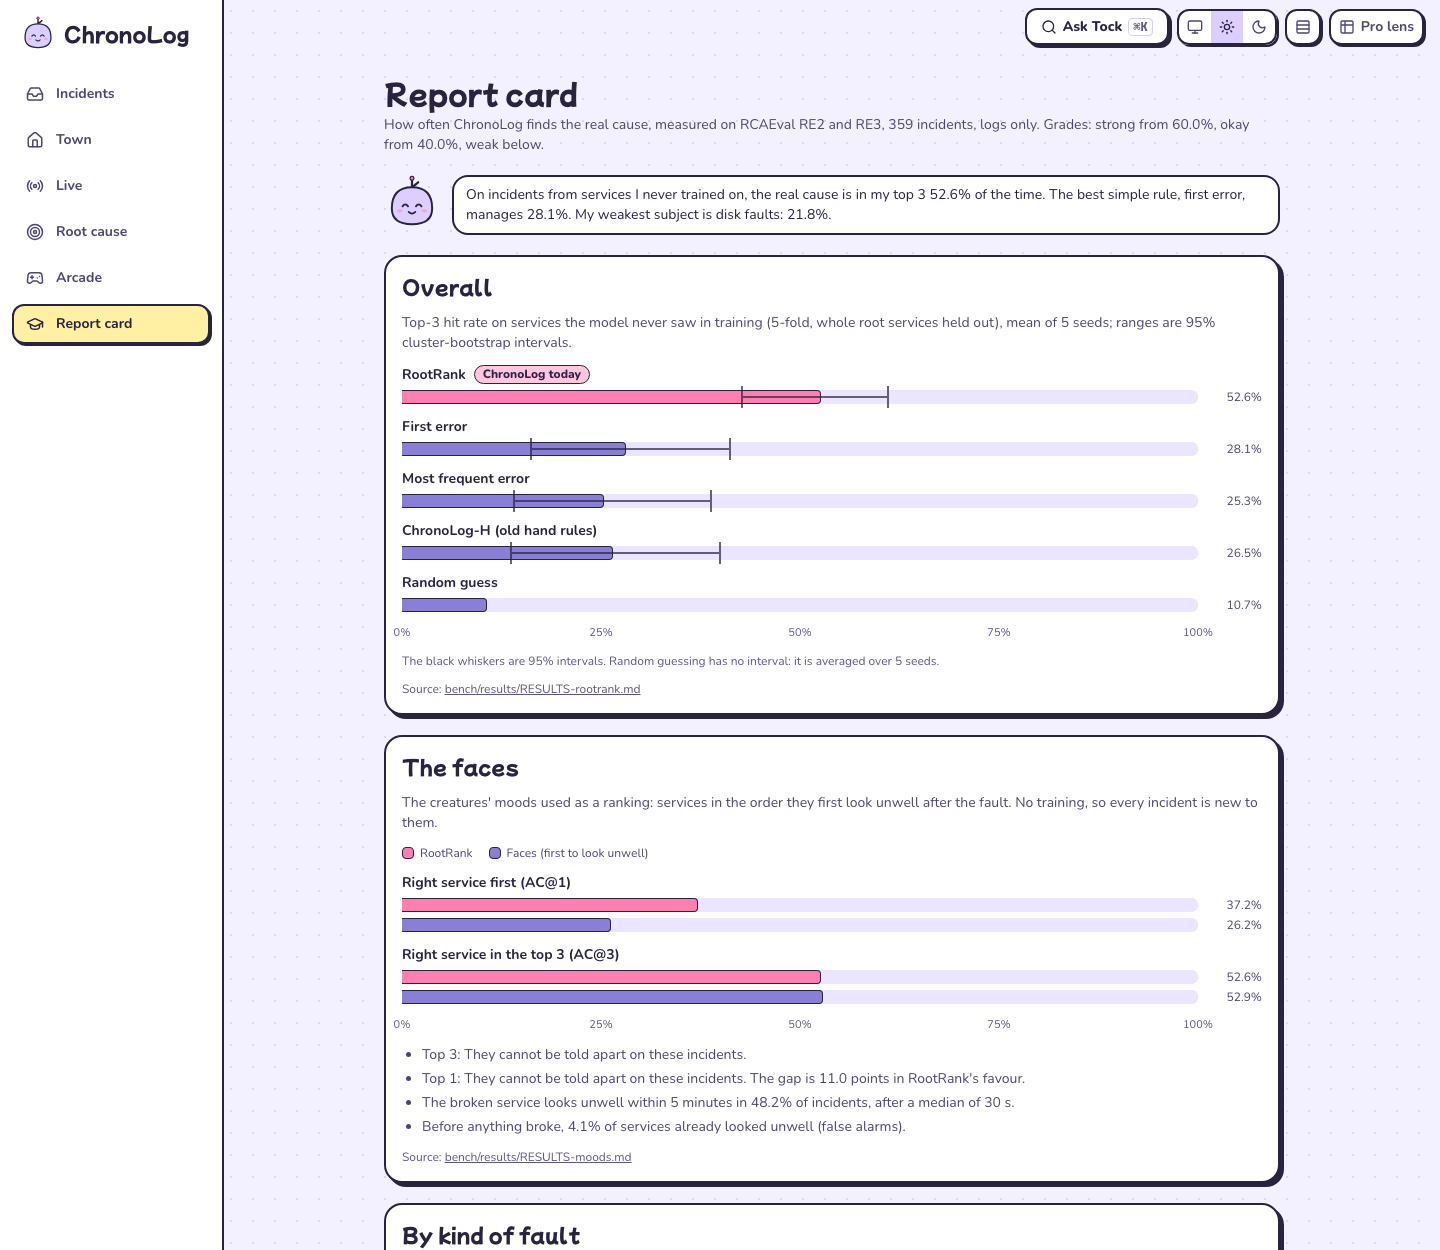 ChronoLog
Incidents
Town
Live
Root cause
Arcade
Report card
Ask Tock ⌘K
Pro lens
Report card
How often ChronoLog finds the real cause, measured on RCAEval RE2 and RE3, 359 incidents, logs only. Grades: strong from 60.0%, okay
from 40.0%, weak below.
On incidents from services I never trained on, the real cause is in my top 3 52.6% of the time. The best simple rule, first error,
manages 28.1%. My weakest subject is disk faults: 21.8%.
Overall
Top-3 hit rate on services the model never saw in training (5-fold, whole root services held out), mean of 5 seeds; ranges are 95%
cluster-bootstrap intervals.
RootRank ChronoLog today
52.6%
First error
28.1%
Most frequent error
25.3%
ChronoLog-H (old hand rules)
26.5%
Random guess
10.7%
0% 25% 50% 75% 100%
The black whiskers are 95% intervals. Random guessing has no interval: it is averaged over 5 seeds.
Source: bench/results/RESULTS-rootrank.md
The faces
The creatures' moods used as a ranking: services in the order they first look unwell after the fault. No training, so every incident is new to
them.
RootRank Faces (first to look unwell)
Right service first (AC@1)
37.2%
26.2%
Right service in the top 3 (AC@3)
52.6%
52.9%
0% 25% 50% 75% 100%
• Top 3: They cannot be told apart on these incidents.
• Top 1: They cannot be told apart on these incidents. The gap is 11.0 points in RootRank's favour.
• The broken service looks unwell within 5 minutes in 48.2% of incidents, after a median of 30 s.
• Before anything broke, 4.1% of services already looked unwell (false alarms).
Source: bench/results/RESULTS-moods.md
By kind of fault